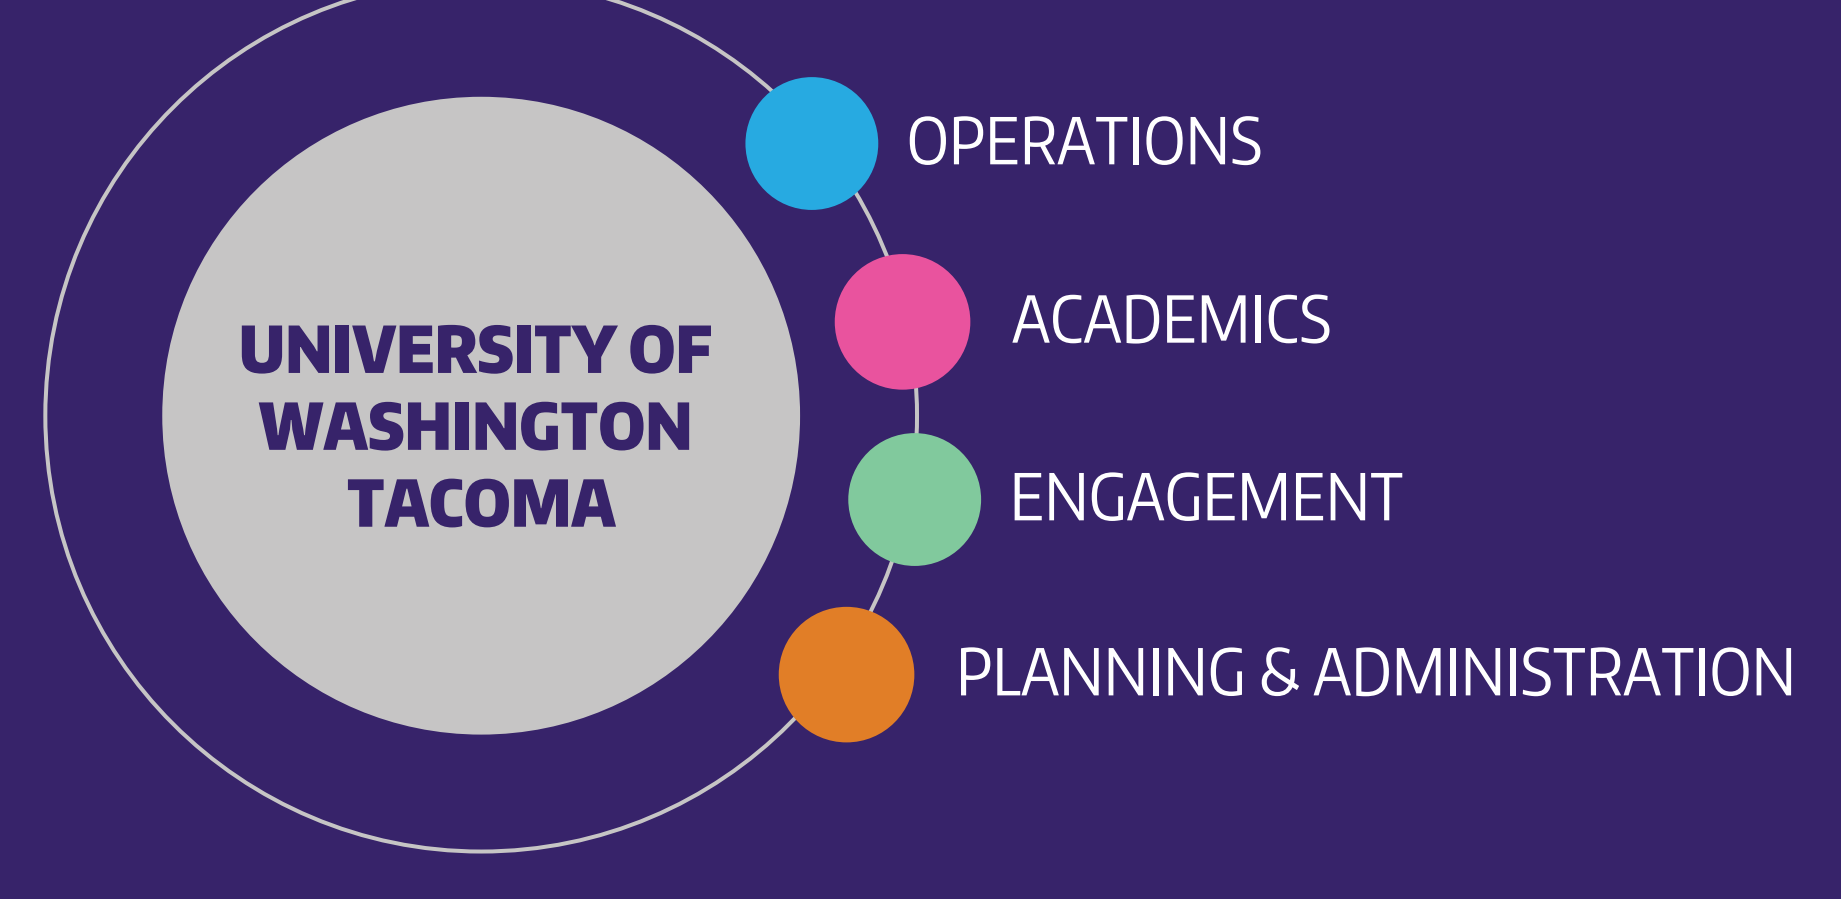 UNIVERSITY OF
WASHINGTON
TACOMA
OPERATIONS
ACADEMICS
ENGAGEMENT
PLANNING & ADMINISTRATION